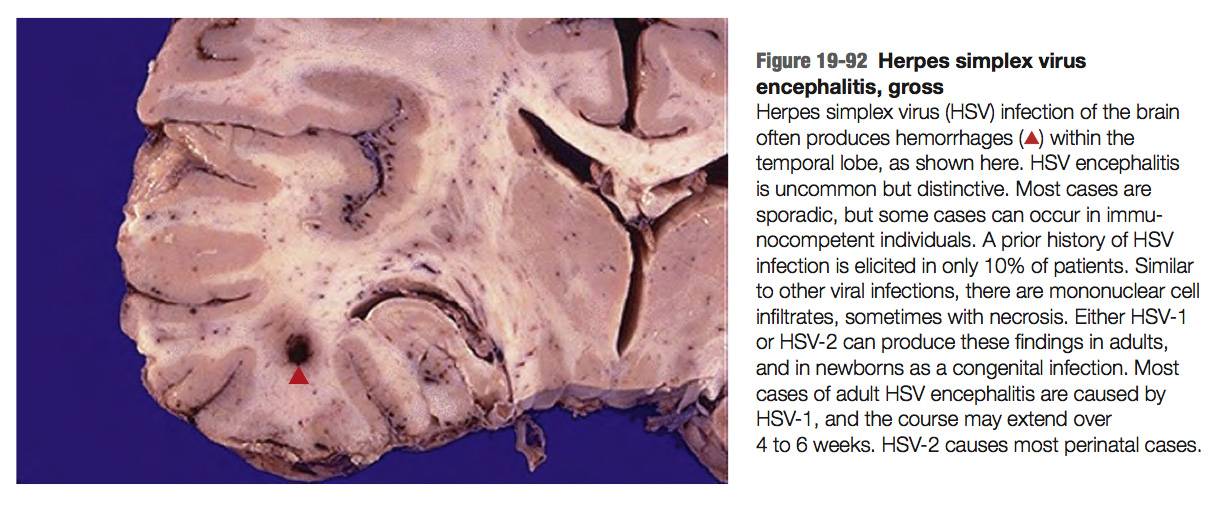 Figure 19-92 Herpes simplex virus
encephalitis, gross
Herpes simplex virus (HSV) infection of the brain
often produces hemorrhages (▲) within the
temporal lobe, as shown here. HSV encephalitis
is uncommon but distinctive. Most cases are
sporadic, but some cases can occur in immu-
nocompetent individuals. A prior history of HSV
infection is elicited in only 10% of patients. Similar
to other viral infections, there are mononuclear cell
infiltrates, sometimes with necrosis. Either HSV-1
or HSV-2 can produce these findings in adults,
and in newborns as a congenital infection. Most
cases of adult HSV encephalitis are caused by
HSV-1, and the course may extend over
4 to 6 weeks. HSV-2 causes most perinatal cases.